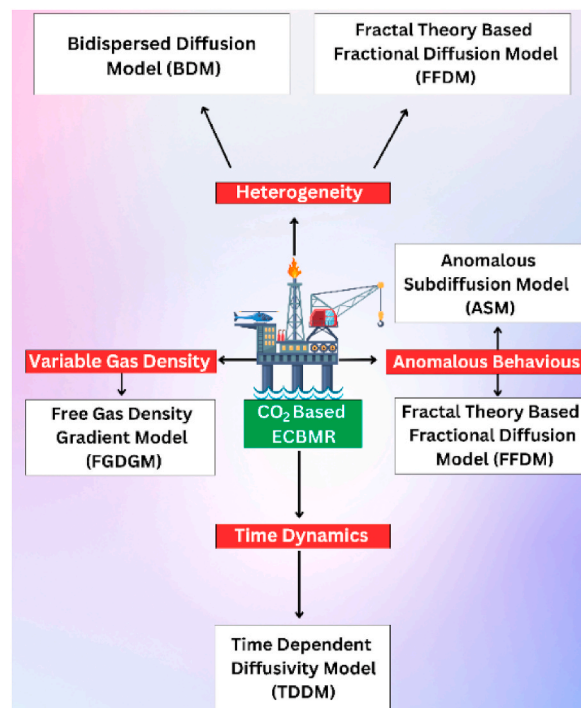 Bidispersed Diffusion
Model (BDM)
Fractal Theory Based
Fractional Diffusion Model
(FFDM)
Heterogeneity
Anomalous
Subdiffusion Model
(ASM)
Variable Gas Density
Anomalous Behavious
Free Gas Density
Gradient Model
(FGDGM)
CO₂ Based
ECBMR
Fractal Theory Based
Fractional Diffusion
Model (FFDM)
Time Dynamics
Time Dependent
Diffusivity Model
(TDDM)